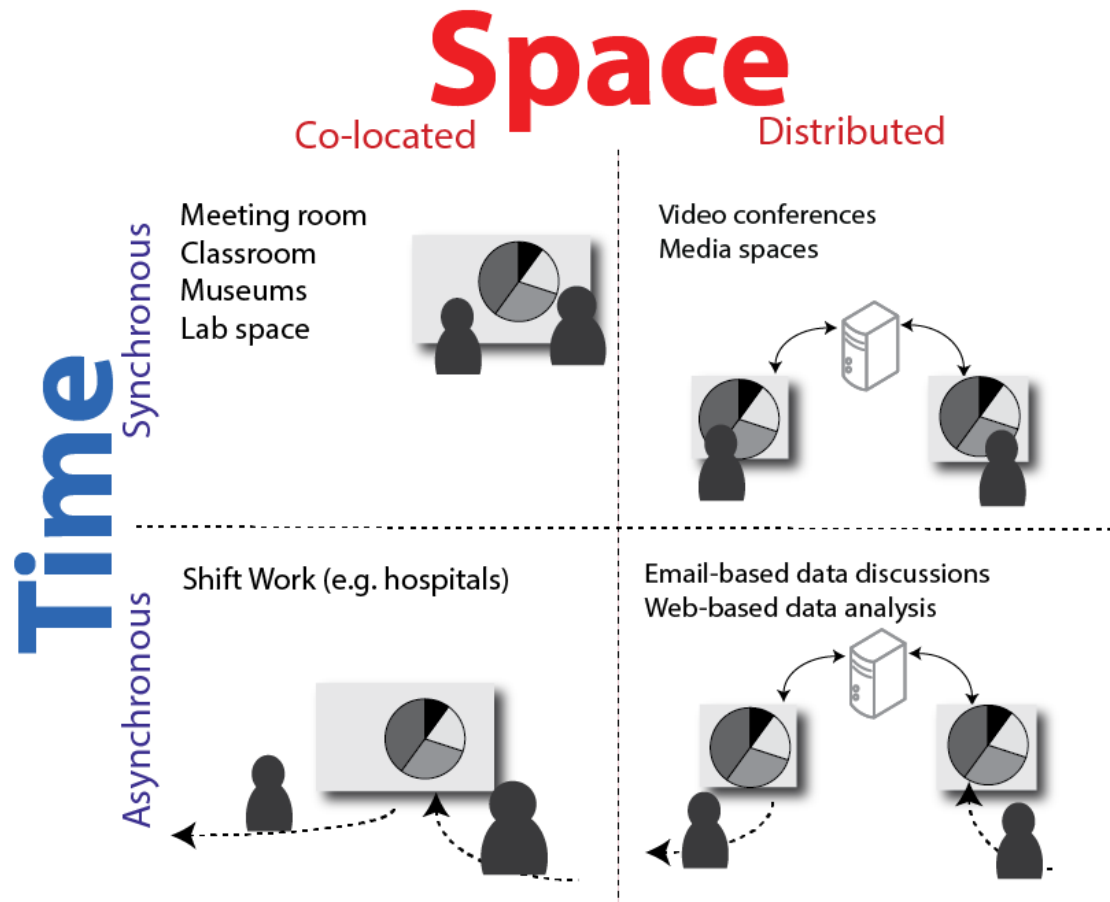 Space
Co-located
Distributed
Time
Synchronous
Meeting room
Classroom
Museums
Lab space
Video conferences
Media spaces
Asynchronous
Shift Work (e.g. hospitals)
Email-based data discussions
Web-based data analysis